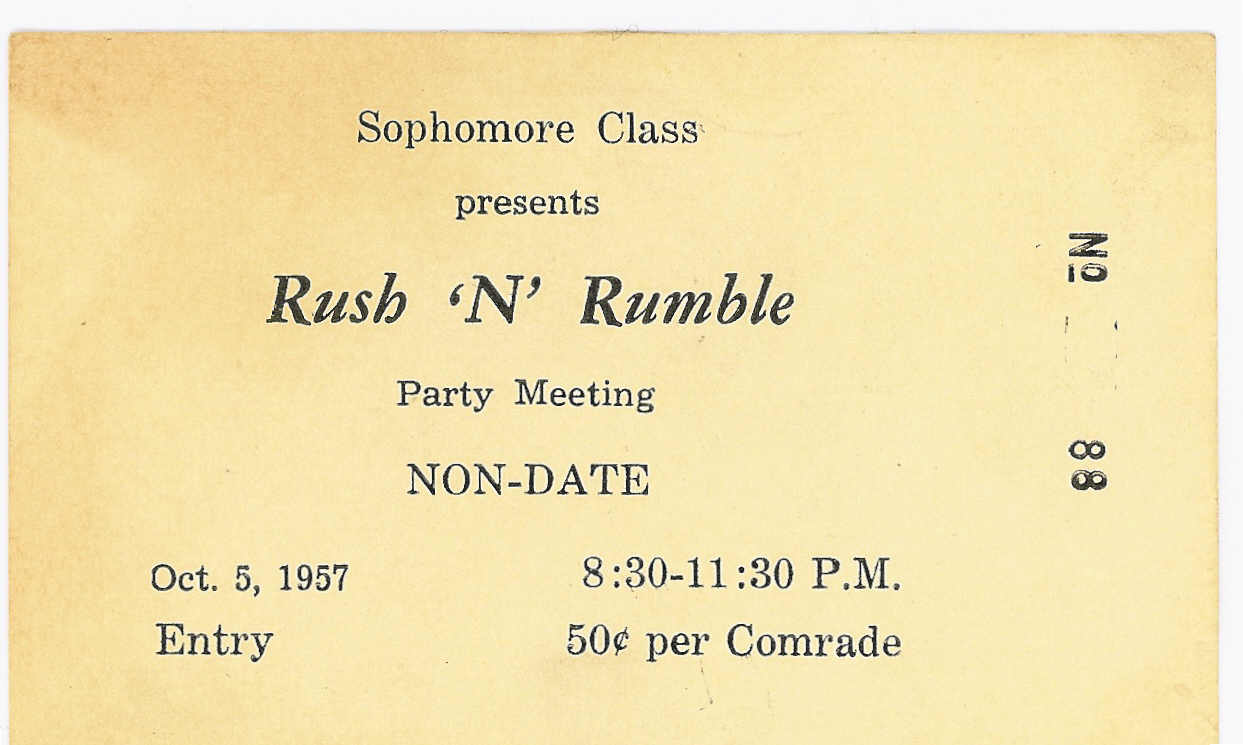 Sophomore Class
presents
Rush ‘N’ Rumble
Party Meeting
NON-DATE
Oct. 5, 1957 8:30-11:30 P.M.
Entry 50¢ per Comrade
No 88